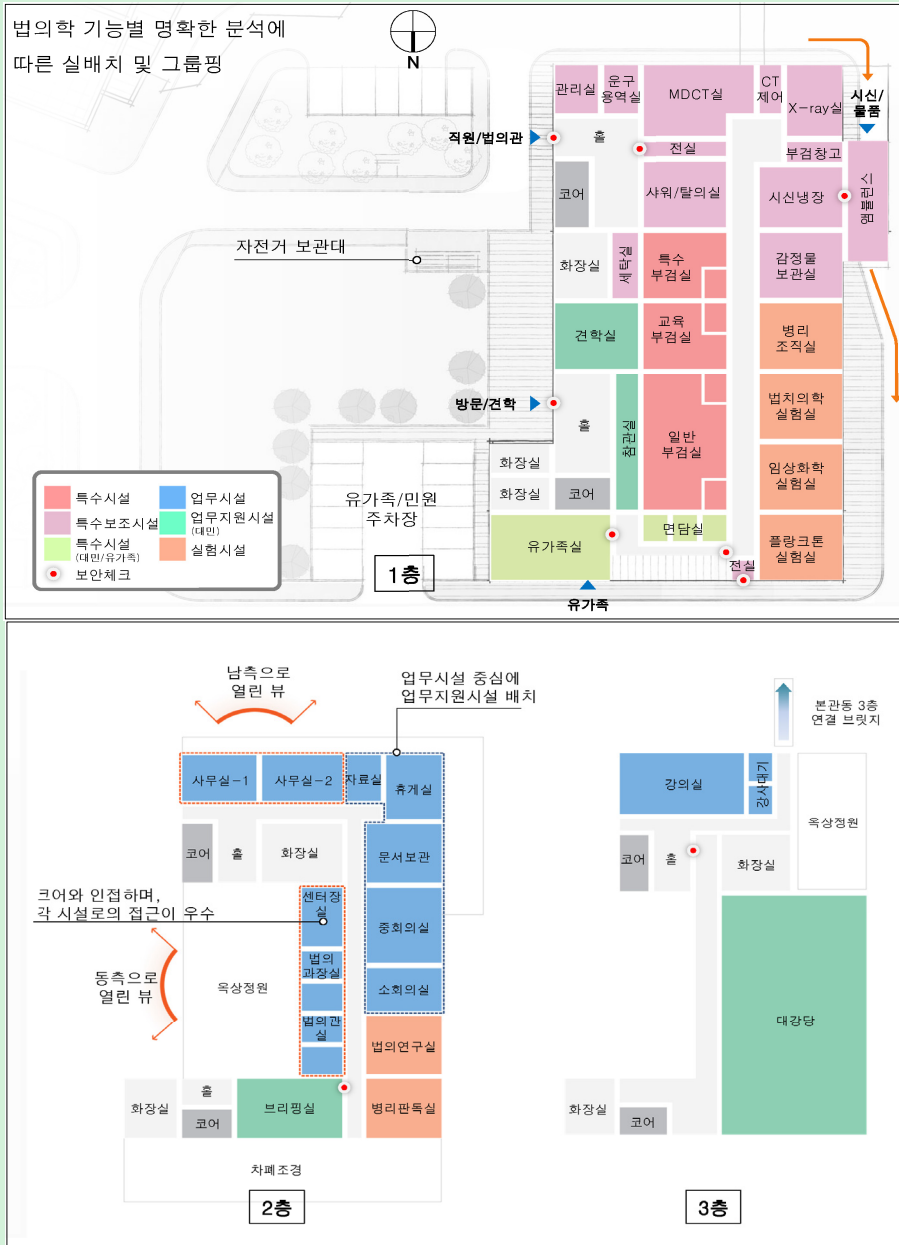 법의학 기능별 명확한 분석에
따른 실배치 및 그룹핑
N
관리실
운구
용역실
MDCT실
CT
제어
X-ray실
시신/
물품
직원/법의관
홀
전실
부검창고
코어
샤워/탈의실
시신냉장
앰뷸런스
자전거 보관대
화장실
세탁실
특수
부검실
감정물
보관실
견학실
교육
부검실
병리
조직실
방문/견학
홀
참관실
일반
부검실
법치의학
실험실
화장실
임상화학
실험실
화장실
코어
유가족/민원
주차장
유가족실
면담실
플랑크톤
실험실
전실
1층
유가족
특수시설
업무시설
특수보조시설
업무지원시설
(대민)
특수시설
(대민/유가족)
실험시설
보안체크
남측으로
열린 뷰
업무시설 중심에
업무지원시설 배치
사무실-1
사무실-2
자료실
휴게실
코어
홀
화장실
문서보관
코어와 인접하며,
각 시설로의 접근이 우수
센터장
실
중회의실
동측으로
열린 뷰
옥상정원
법의
과장실
소회의실
법의관
실
법의연구실
화장실
홀
코어
브리핑실
병리판독실
차폐조경
2층
본관동 3층
연결 브릿지
강의실
강사대기
옥상정원
코어
홀
화장실
대강당
화장실
코어
3층